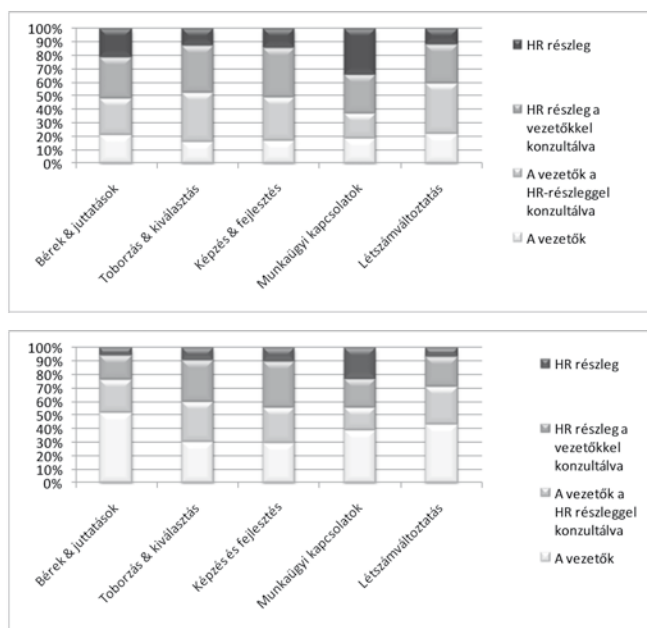 100%
90%
80%
70%
60%
50%
40%
30%
20%
10%
0%
Bérek & juttatások
Toborzás & kiválasztás
Képzés & fejlesztés
Munkaügyi kapcsolatok
Létszámváltoztatás
HR részleg
HR részleg a
vezetőkkel
konzultálva
A vezetők a
HR-részleggel
konzultálva
A vezetők
100%
90%
80%
70%
60%
50%
40%
30%
20%
10%
0%
Bérek & juttatások
Toborzás & kiválasztás
Képzés és fejlesztés
Munkaügyi kapcsolatok
Létszámváltoztatás
HR részleg
HR részleg a
vezetőkkel
konzultálva
A vezetők a
HR részleggel
konzultálva
A vezetők